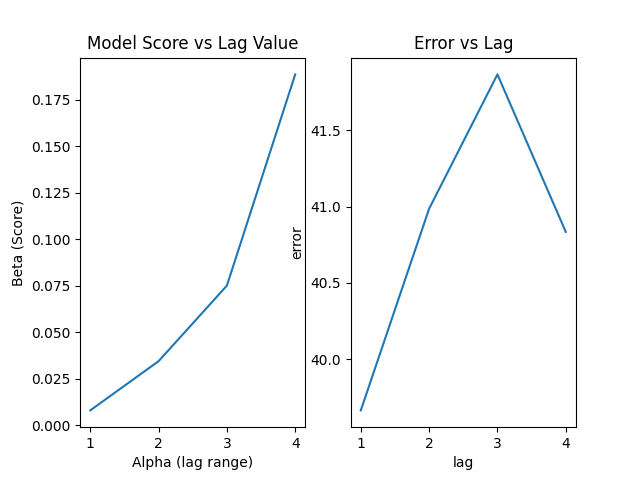 Model Score vs Lag Value
Beta (Score)
0.175
0.150
0.125
0.100
0.075
0.050
0.025
0.000
1 2 3 4
Alpha (lag range)
Error vs Lag
error
41.5
41.0
40.5
40.0
1 2 3 4
lag